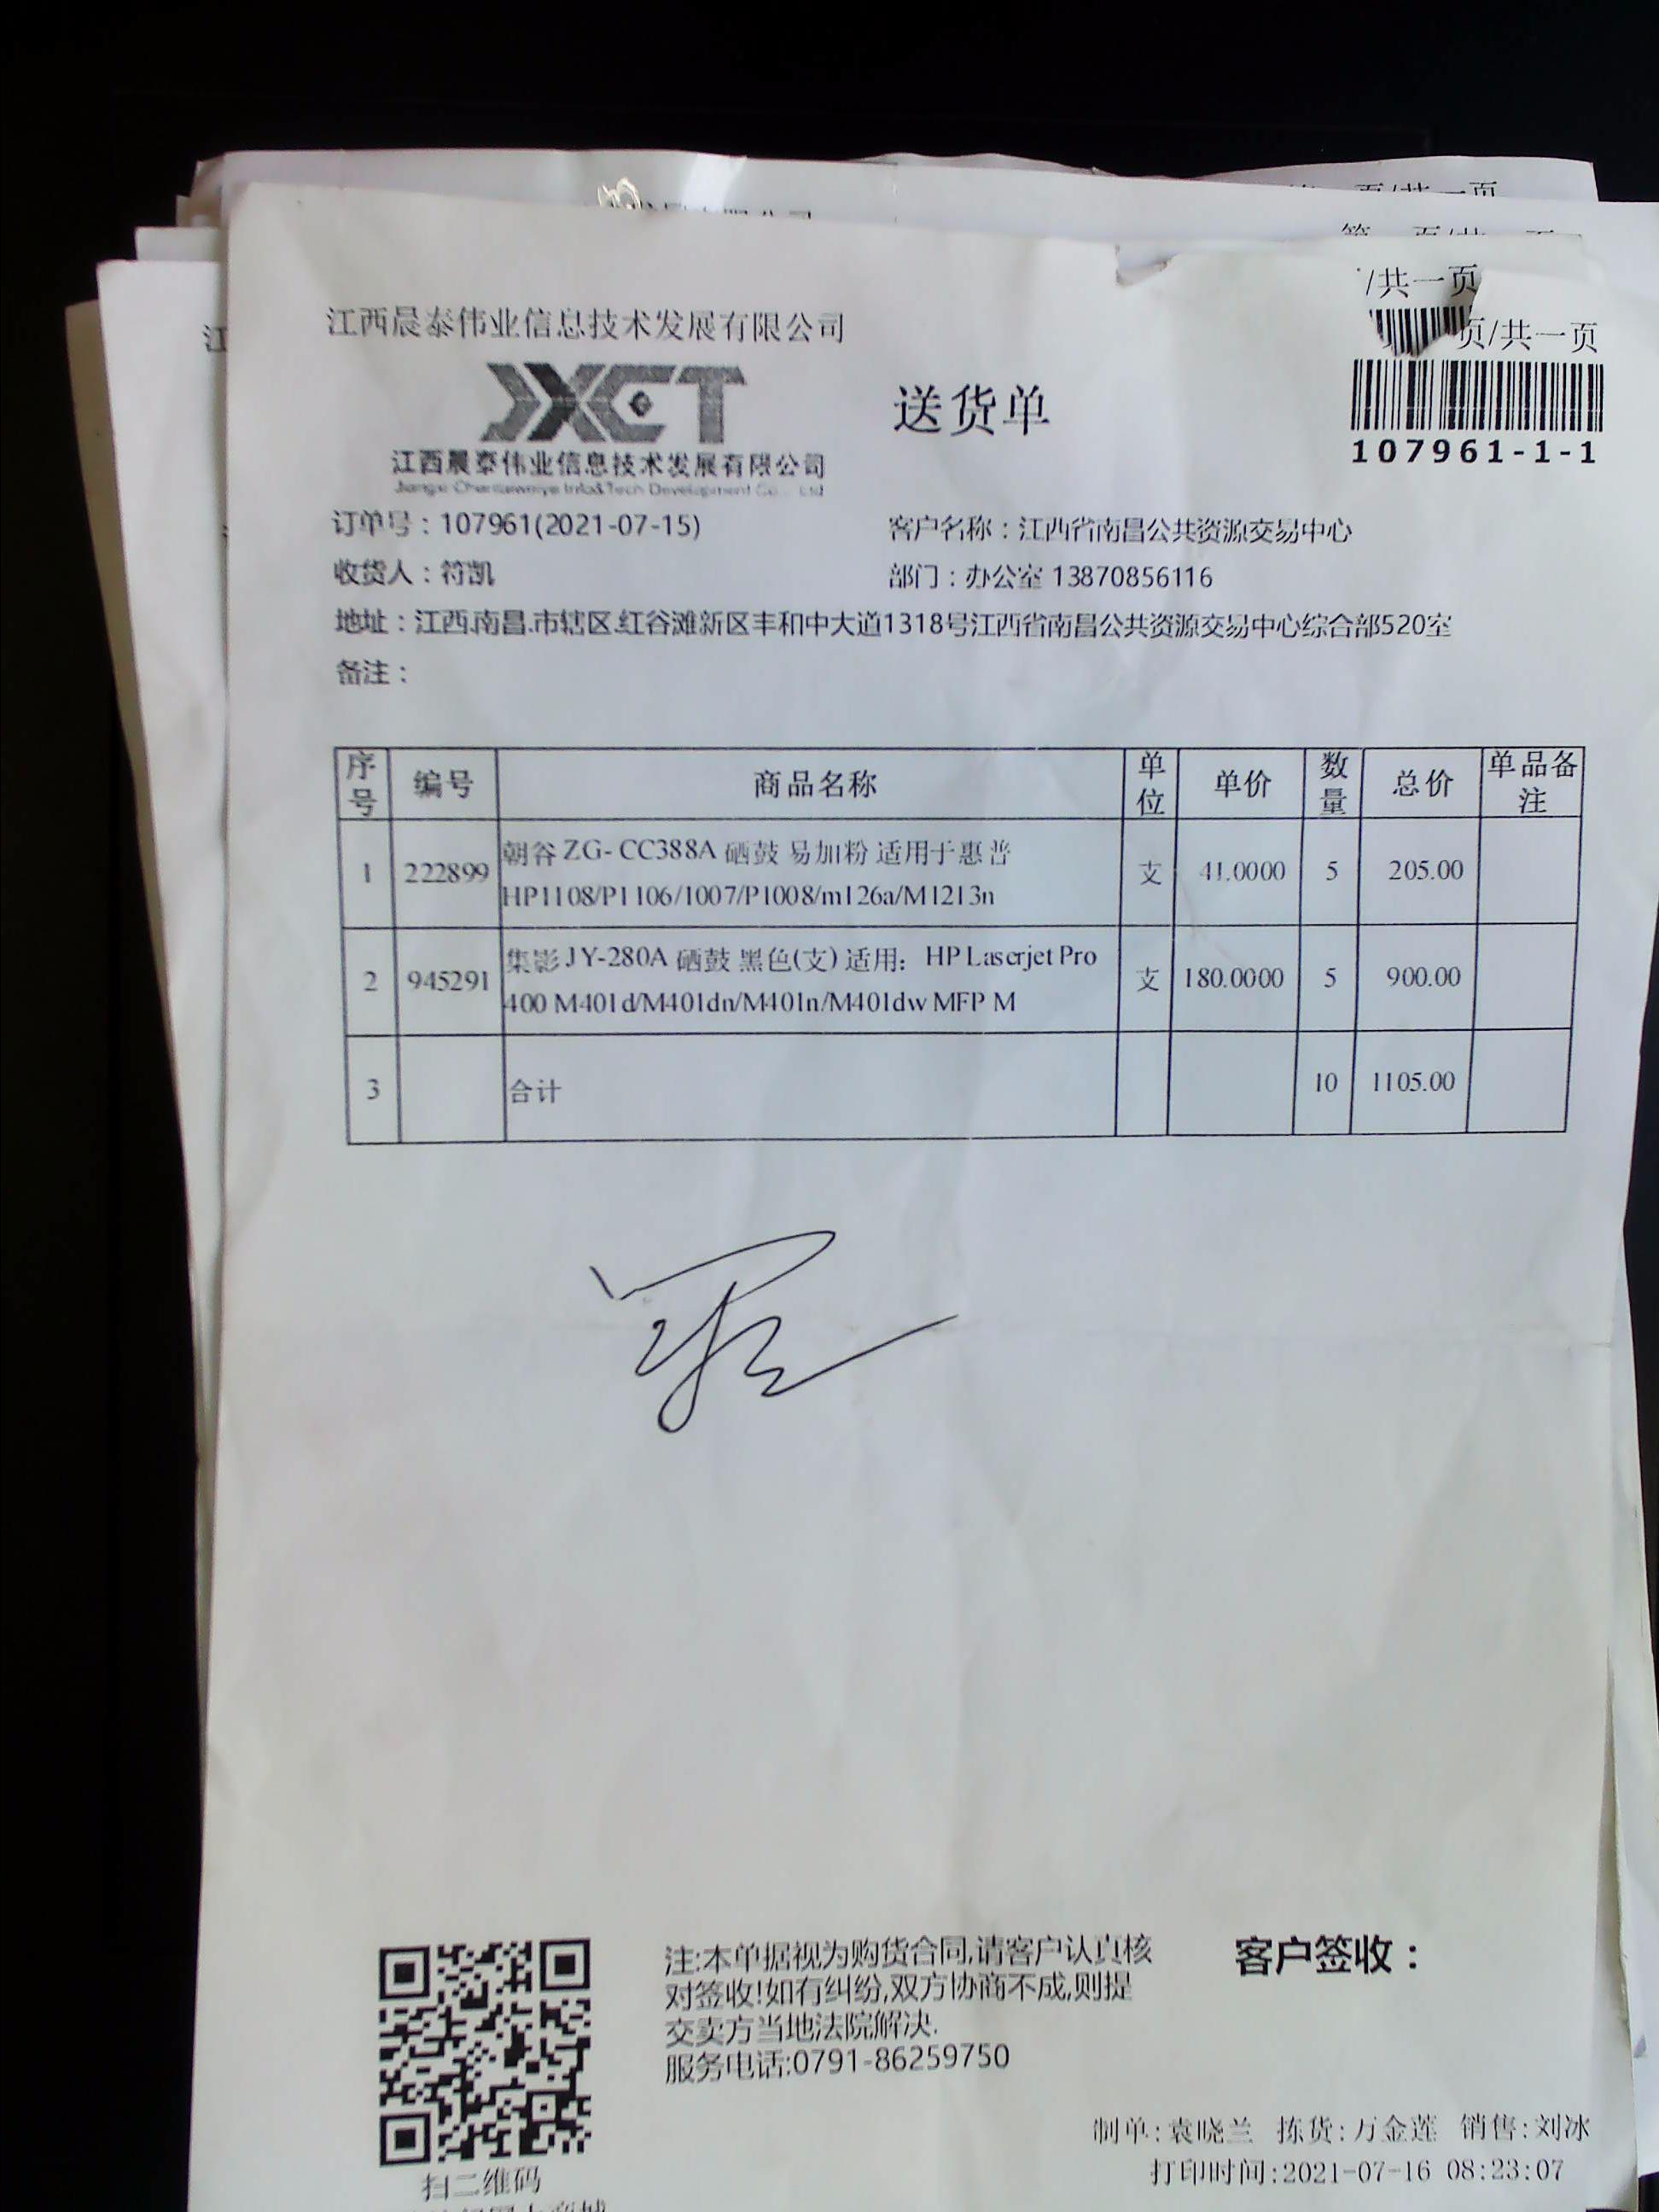 /共一页
页/共一页
江西晨泰伟业信息技术发展有限公司
JXCT
送货单
江西晨泰伟业信息技术发展有限公司
107961-1-1
订单号：107961(2021-07-15)
客户名称：江西省南昌公共资源交易中心
收货人：符凯
部门：办公室 13870856116
地址：江西.南昌.市辖区.红谷滩新区丰和中大道1318号江西省南昌公共资源交易中心综合部520室
备注：
序号 编号 商品名称 单位 单价 数量 总价 单品备注
1 222899 朝谷 ZG- CC388A 硒鼓 易加粉 适用于惠普 支 41.0000 5 205.00
HP1108/P1106/1007/P1008/m126a/M1213n
2 945291 集影 JY-280A 硒鼓 黑色(支) 适用： HP Laserjet Pro 支 180.0000 5 900.00
400 M401d/M401dn/M401n/M401dw MFP M
3 合计 10 1105.00
注:本单据视为购货合同,请客户认真核
对签收!如有纠纷,双方协商不成,则提
交卖方当地法院解决.
服务电话:0791-86259750
客户签收：
扫二维码
制单:袁晓兰 拣货:万金莲 销售:刘冰
打印时间:2021-07-16 08:23:07